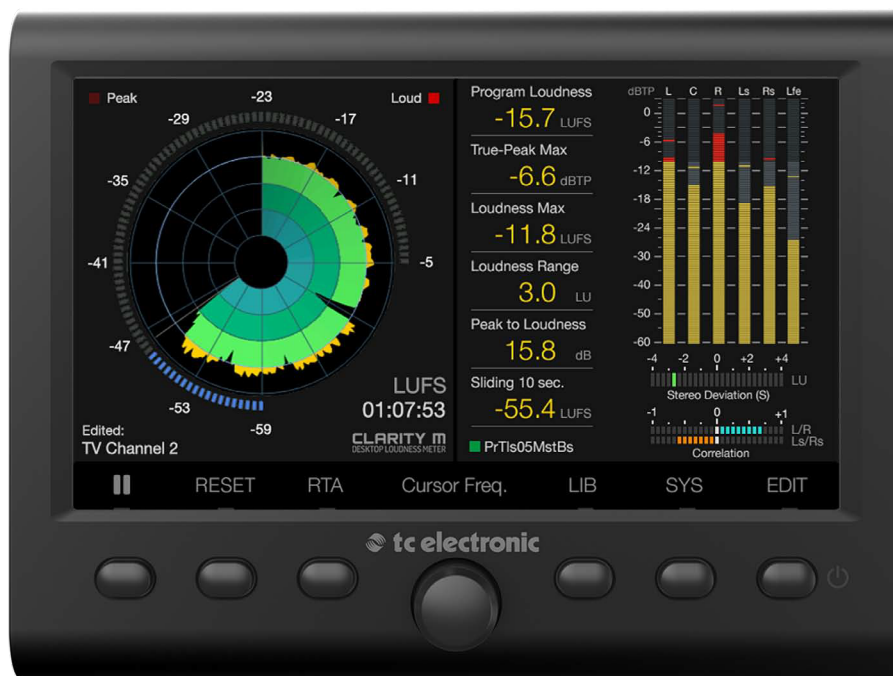 Peak
Loud
-23
-29
-17
-35
-11
-41
-5
-47
-53
-59
LUFS
01:07:53
Edited:
TV Channel 2
CLARITY M
DESKTOP LOUDNESS METER
Program Loudness
-15.7 LUFS
True-Peak Max
-6.6 dBTP
Loudness Max
-11.8 LUFS
Loudness Range
3.0 LU
Peak to Loudness
15.8 dB
Sliding 10 sec.
-55.4 LUFS
PrTls05MstBs
dBTP L C R Ls Rs Lfe
0
-6
-12
-18
-24
-30
-40
-50
-60
-4 -2 0 +2 +4
LU
Stereo Deviation (S)
-1 0 +1
L/R
Ls/Rs
Correlation
RESET RTA Cursor Freq. LIB SYS EDIT
tc electronic